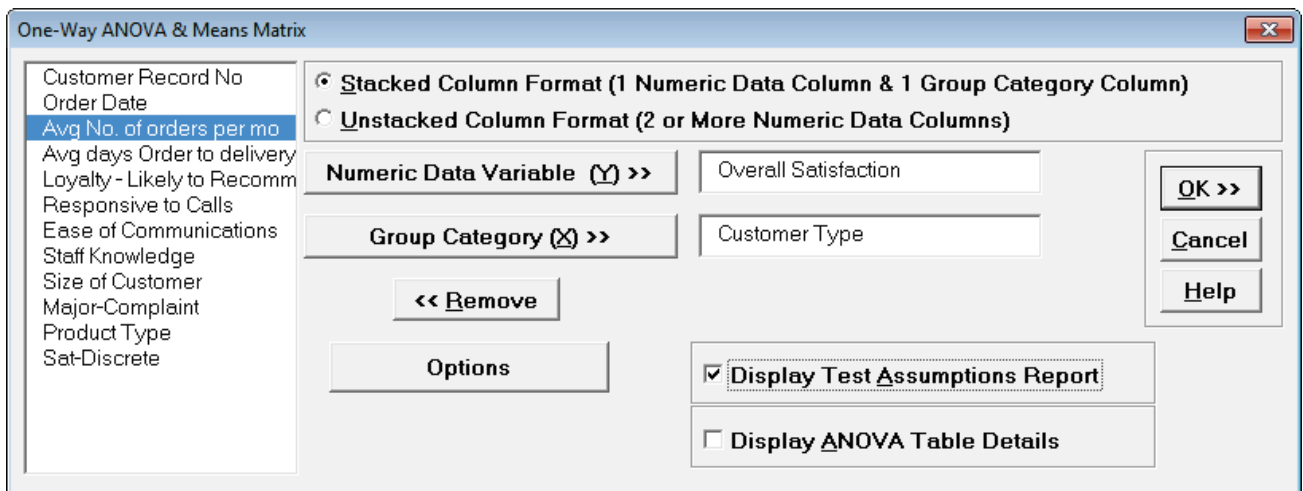 One-Way ANOVA & Means Matrix
Customer Record No
Order Date
Avg No. of orders per mo
Avg days Order to delivery
Loyalty - Likely to Recomm
Responsive to Calls
Ease of Communications
Staff Knowledge
Size of Customer
Major-Complaint
Product Type
Sat-Discrete
Stacked Column Format (1 Numeric Data Column & 1 Group Category Column)
Unstacked Column Format (2 or More Numeric Data Columns)
Numeric Data Variable (Y) >>
Overall Satisfaction
Group Category (X) >>
Customer Type
<< Remove
Options
Display Test Assumptions Report
Display ANOVA Table Details
OK >>
Cancel
Help